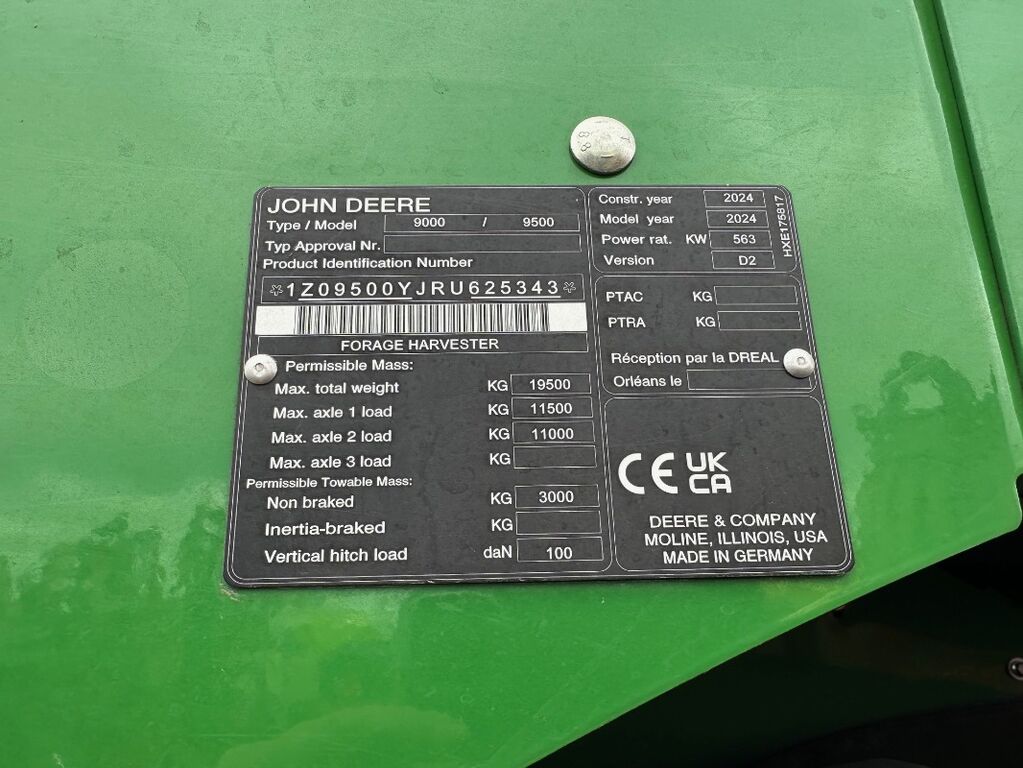 8.8
JOHN DEERE
Type / Model 9000 / 9500
Typ Approval Nr.
Product Identification Number
*1Z09500YJRU625343*
FORAGE HARVESTER
Permissible Mass:
Max. total weight KG 19500
Max. axle 1 load KG 11500
Max. axle 2 load KG 11000
Max. axle 3 load KG
Permissible Towable Mass:
Non braked KG 3000
Inertia-braked KG
Vertical hitch load daN 100
Constr. year 2024
Model year 2024
Power rat. KW 563
Version D2
HXE175817
PTAC KG
PTRA KG
Réception par la DREAL
Orléans le
CE UK
CA
DEERE & COMPANY
MOLINE, ILLINOIS, USA
MADE IN GERMANY